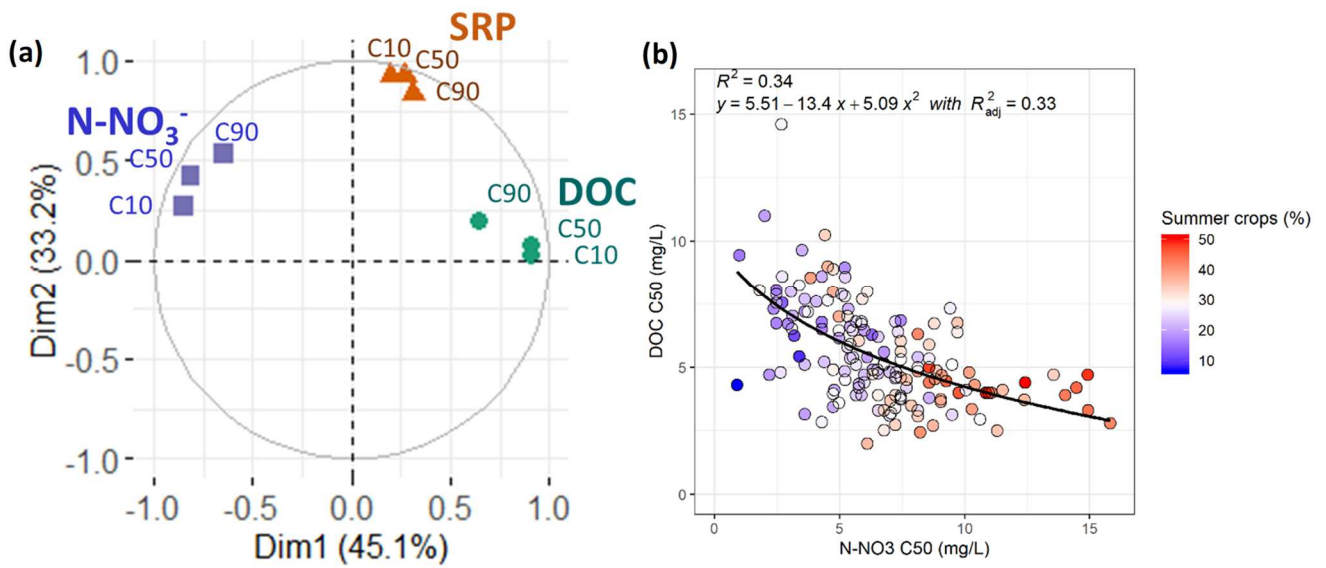 (a)
SRP
C10
C50
C90
N-NO3-
C90
C50
C10
DOC
C90
C50
C10
1.0
0.5
0.0
-0.5
-1.0
Dim2 (33.2%)
-1.0
-0.5
0.0
0.5
1.0
Dim1 (45.1%)
(b)
R² = 0.34
y = 5.51 − 13.4 x + 5.09 x² with R²adj = 0.33
15
10
5
0
DOC C50 (mg/L)
0
5
10
15
N-NO3 C50 (mg/L)
Summer crops (%)
50
40
30
20
10